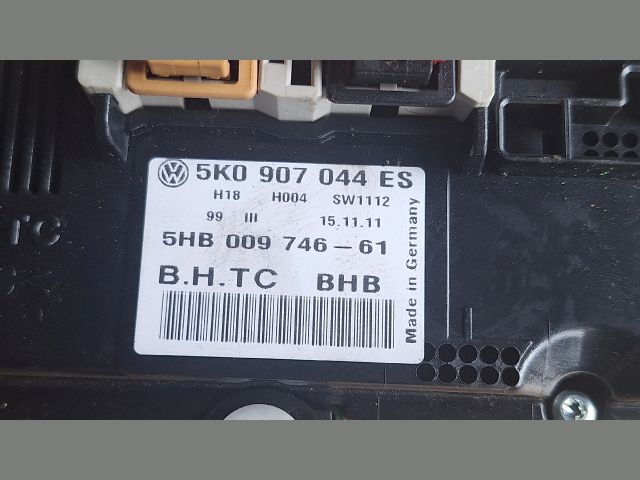 5K0 907 044 ES
H18 H004 SW1112
99 III 15.11.11
5HB 009 746-61
B.H.TC BHB
Made in Germany